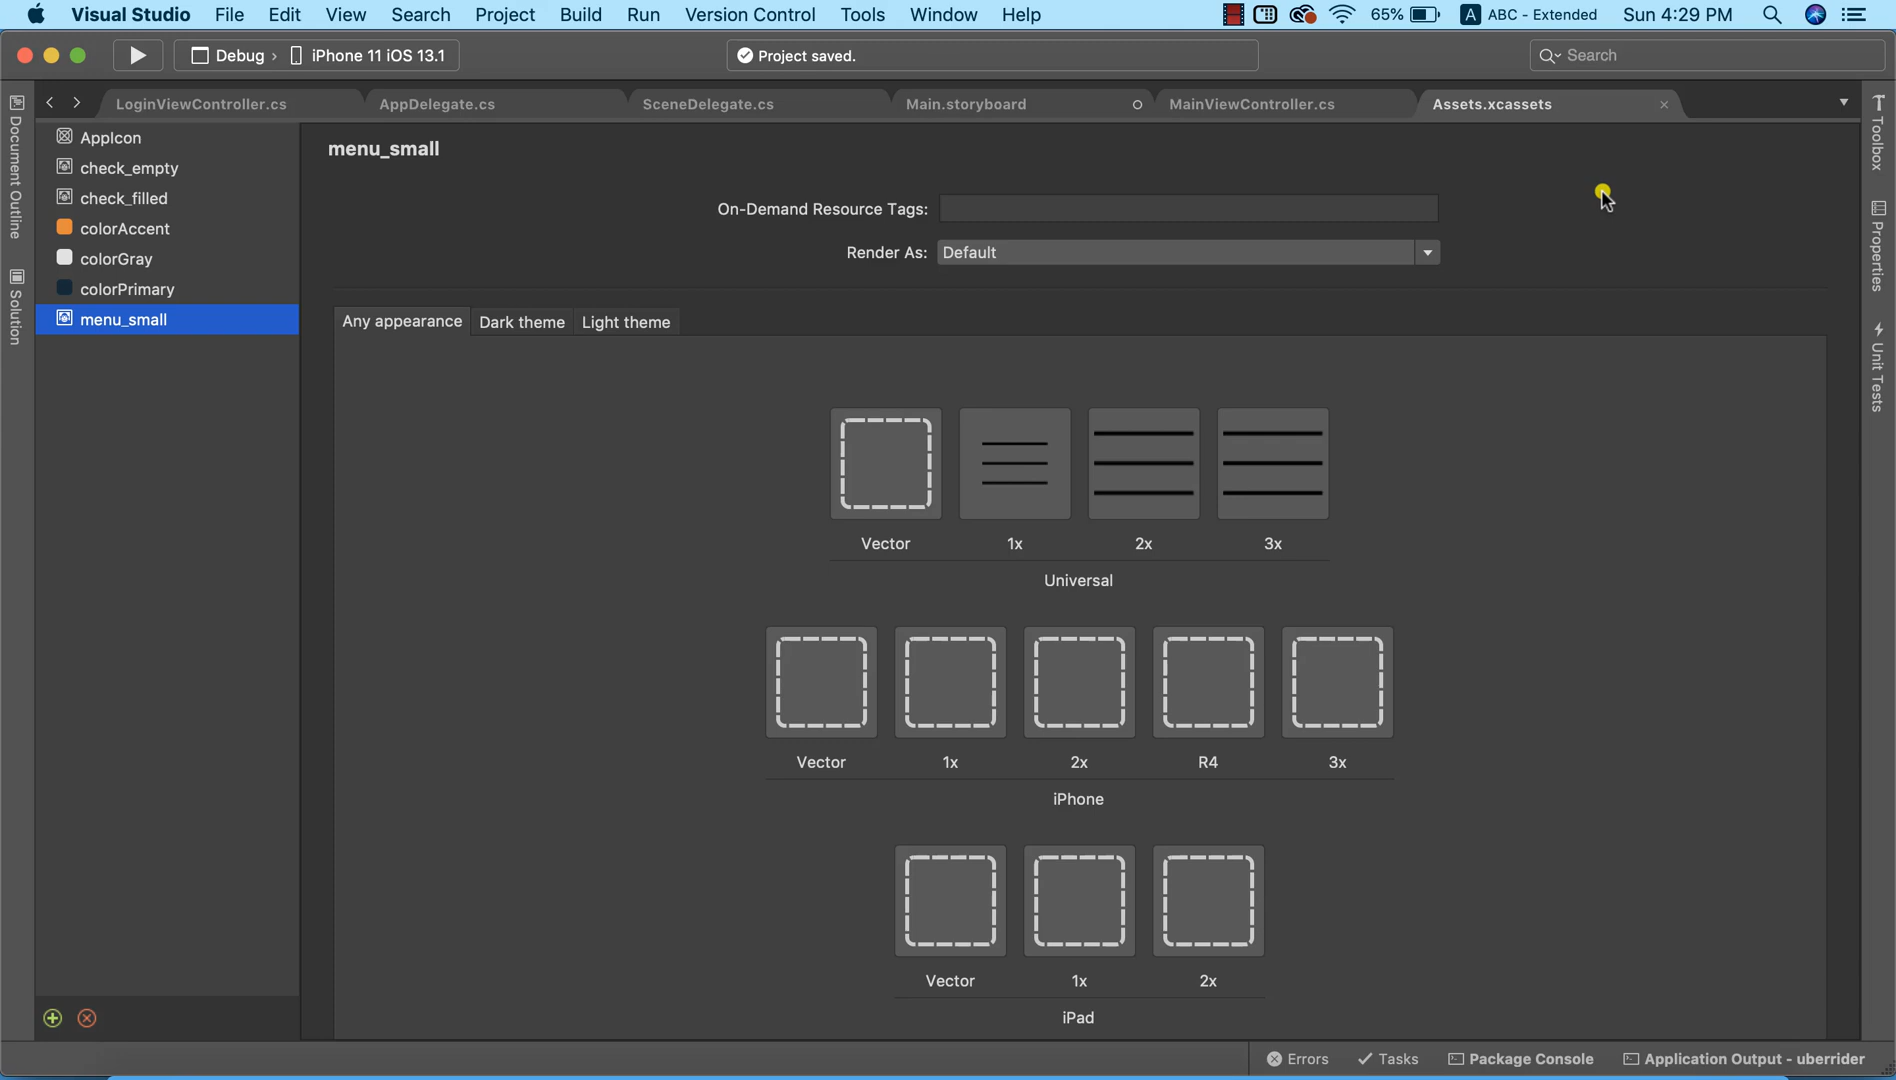 Visual Studio File Edit View Search Project Build Run Version Control Tools Window Help 65% A ABC - Extended Sun 4:29 PM
Debug › iPhone 11 iOS 13.1
Project saved.
Search
LoginViewController.cs AppDelegate.cs SceneDelegate.cs Main.storyboard MainViewController.cs Assets.xcassets
Document Outline
Solution
AppIcon
check_empty
check_filled
colorAccent
colorGray
colorPrimary
menu_small
menu_small
On-Demand Resource Tags:
Render As: Default
Any appearance Dark theme Light theme
Vector 1x 2x 3x
Universal
Vector 1x 2x R4 3x
iPhone
Vector 1x 2x
iPad
Toolbox
Properties
Unit Tests
Errors Tasks Package Console Application Output - uberrider